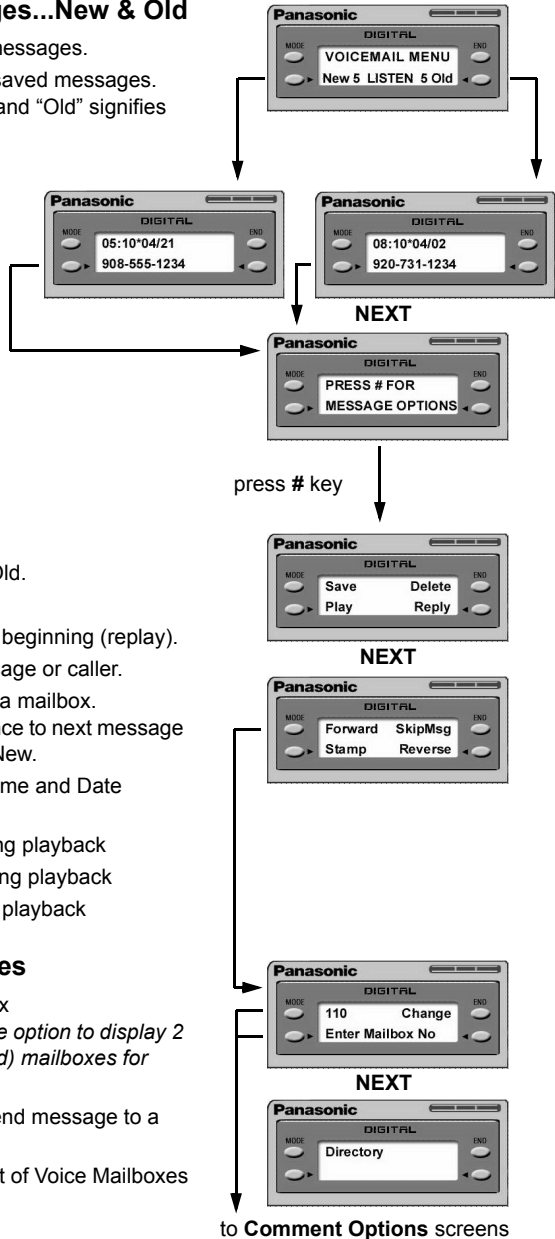 ges...New & Old
messages.
saved messages.
and “Old” signifies
Panasonic
DIGITAL
MODE
END
VOICEMAIL MENU
New 5 LISTEN 5 Old
Panasonic
DIGITAL
MODE
END
05:10*04/21
908-555-1234
Panasonic
DIGITAL
MODE
END
08:10*04/02
920-731-1234
NEXT
Panasonic
DIGITAL
MODE
END
PRESS # FOR
MESSAGE OPTIONS
press # key
Panasonic
DIGITAL
MODE
END
Save Delete
Play Reply
NEXT
Panasonic
DIGITAL
MODE
END
Forward SkipMsg
Stamp Reverse
Old.
beginning (replay).
sage or caller.
a mailbox.
nce to next message
New.
ime and Date
ng playback
ing playback
playback
es
x
e option to display 2
d) mailboxes for
end message to a
t of Voice Mailboxes
Panasonic
DIGITAL
MODE
END
110 Change
Enter Mailbox No
NEXT
Panasonic
DIGITAL
MODE
END
Directory
to Comment Options screens